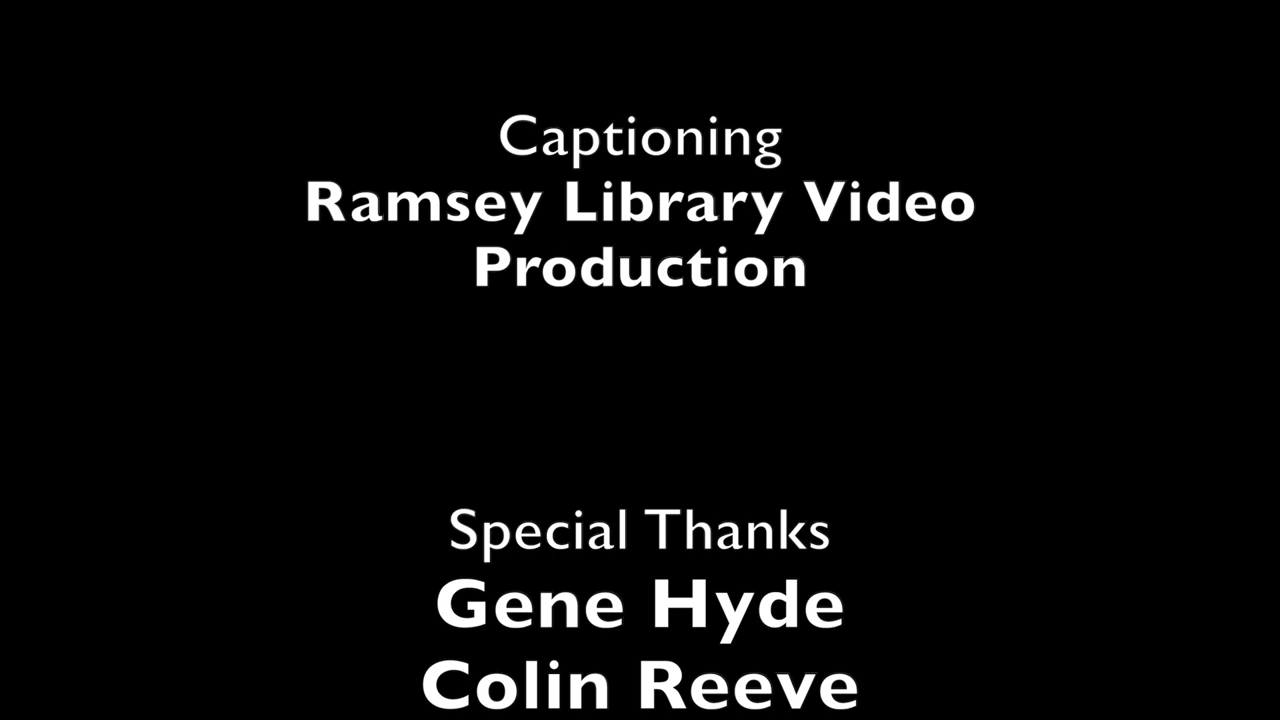 Captioning
Ramsey Library Video
Production
Special Thanks
Gene Hyde
Colin Reeve